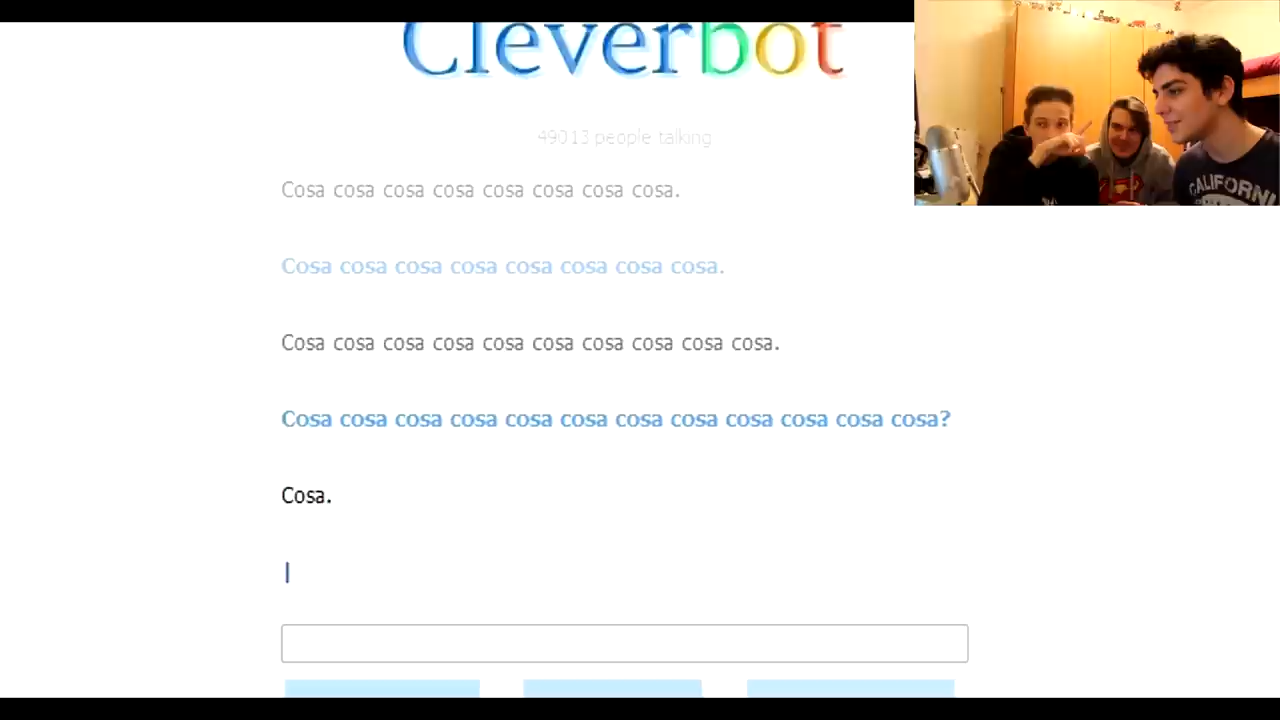 Cleverbot
49013 people talking
Cosa cosa cosa cosa cosa cosa cosa cosa.
Cosa cosa cosa cosa cosa cosa cosa cosa.
Cosa cosa cosa cosa cosa cosa cosa cosa cosa cosa.
Cosa cosa cosa cosa cosa cosa cosa cosa cosa cosa cosa cosa?
Cosa.
CALIFORNI